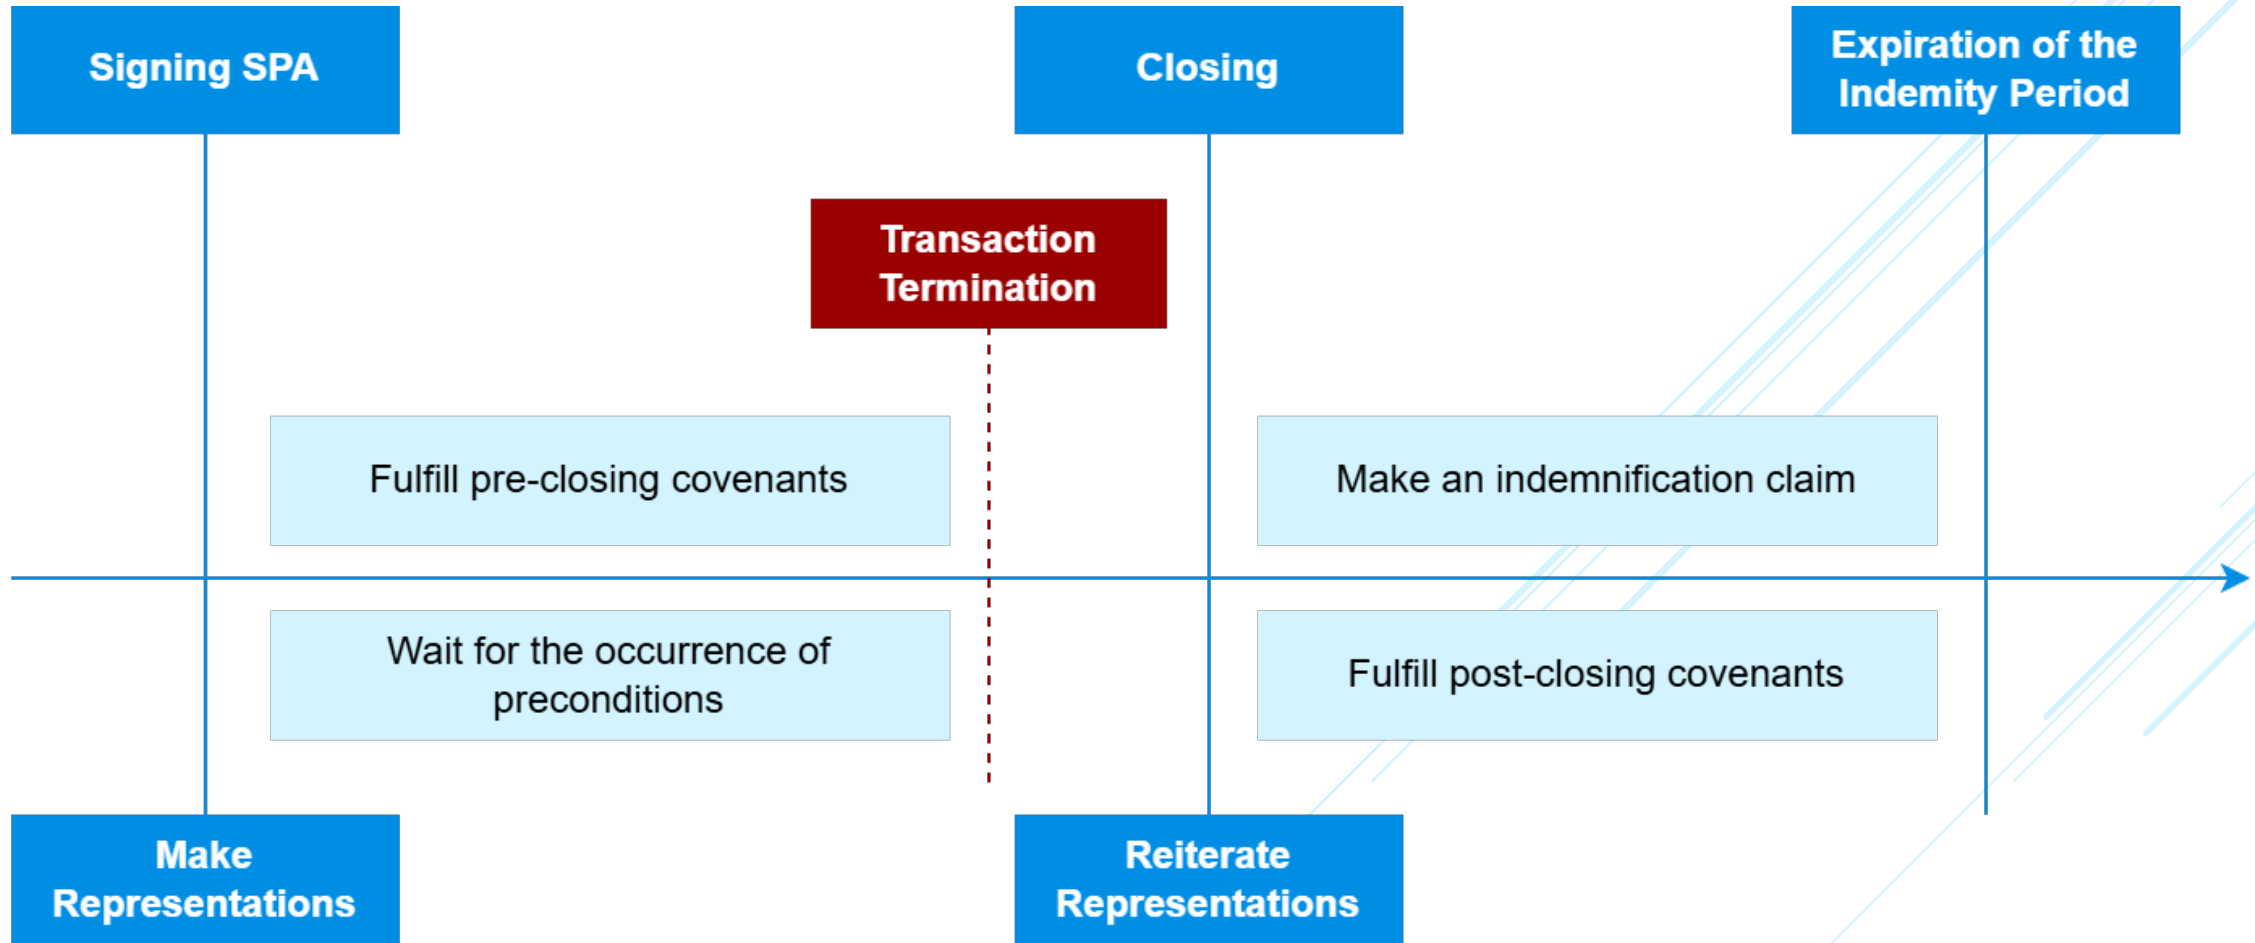 Signing SPA
Closing
Expiration of the
Indemity Period
Transaction
Termination
Fulfill pre-closing covenants
Make an indemnification claim
Wait for the occurrence of
preconditions
Fulfill post-closing covenants
Make
Representations
Reiterate
Representations